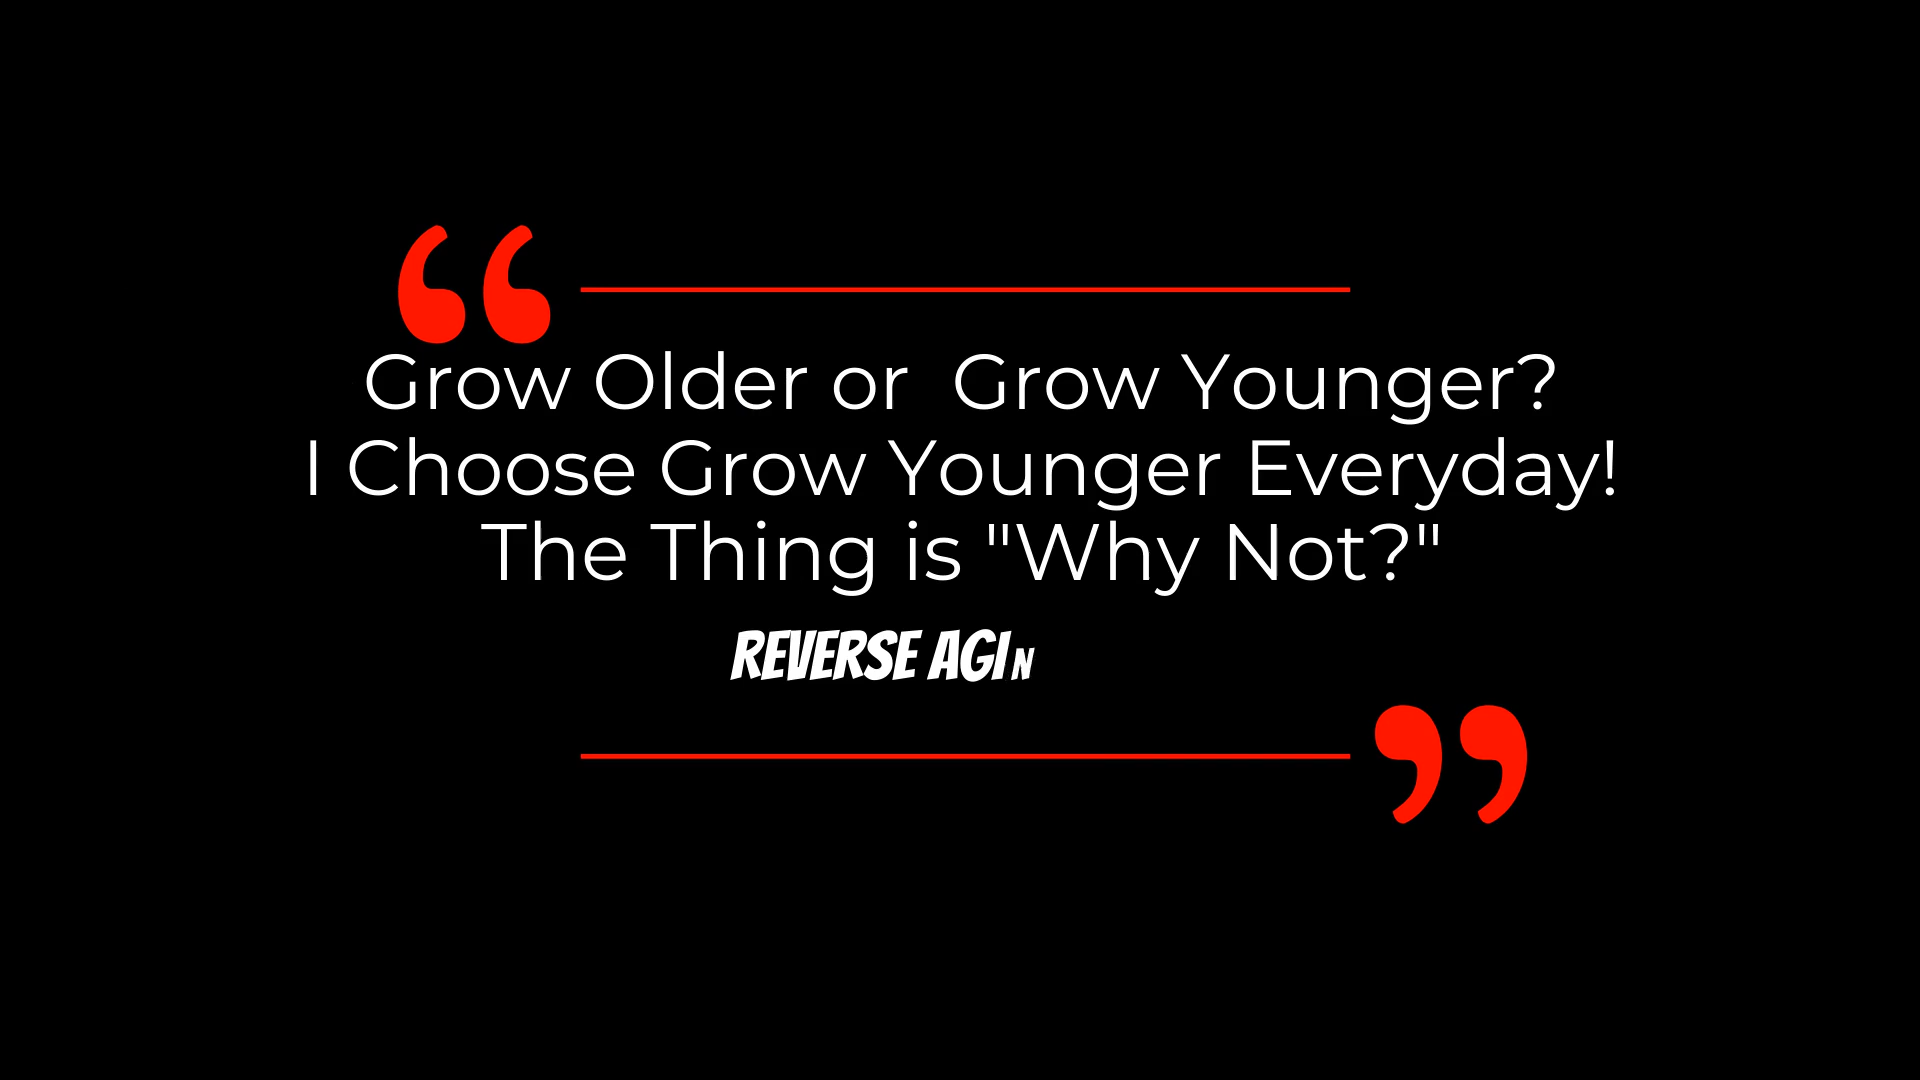 Grow Older or  Grow Younger?
I Choose Grow Younger Everyday!
The Thing is "Why Not?"
REVERSE AGIN